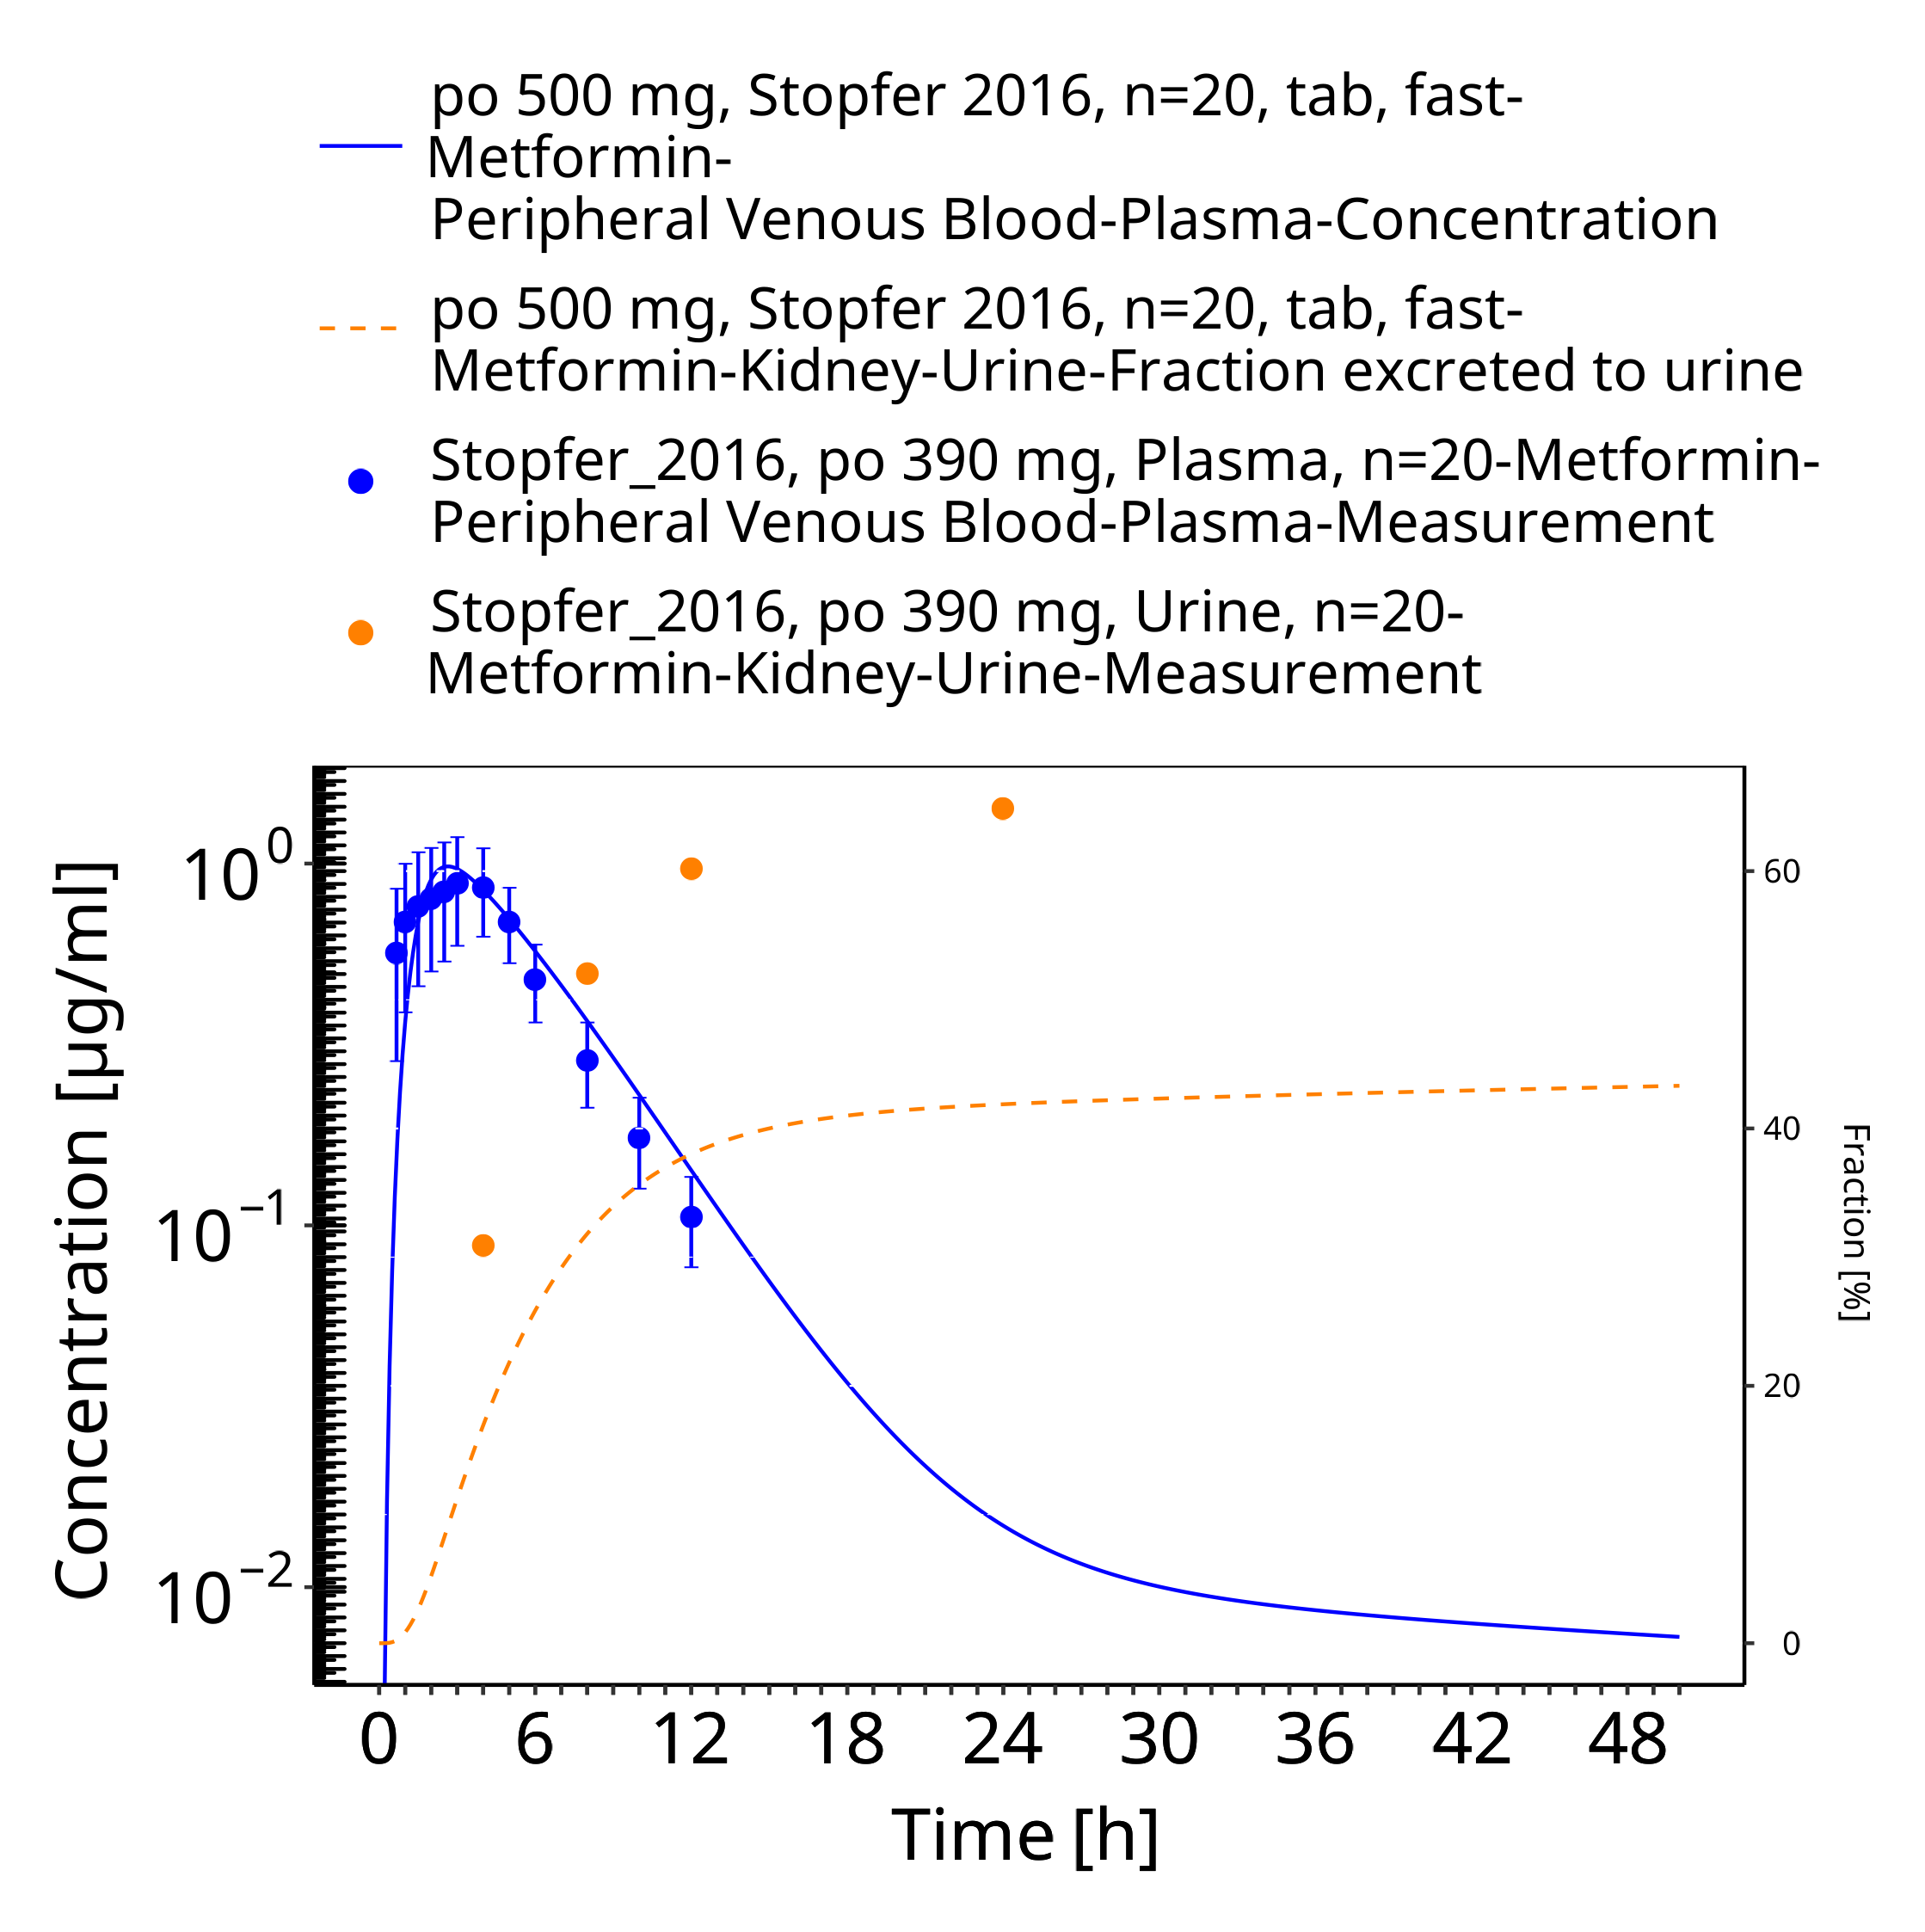 po 500 mg, Stopfer 2016, n=20, tab, fast-
Metformin-
Peripheral Venous Blood-Plasma-Concentration
po 500 mg, Stopfer 2016, n=20, tab, fast-
Metformin-Kidney-Urine-Fraction excreted to urine
Stopfer_2016, po 390 mg, Plasma, n=20-Metformin-
Peripheral Venous Blood-Plasma-Measurement
Stopfer_2016, po 390 mg, Urine, n=20-
Metformin-Kidney-Urine-Measurement
Concentration [µg/ml]
10⁰
10⁻¹
10⁻²
60
40
20
0
Fraction [%]
0 6 12 18 24 30 36 42 48
Time [h]